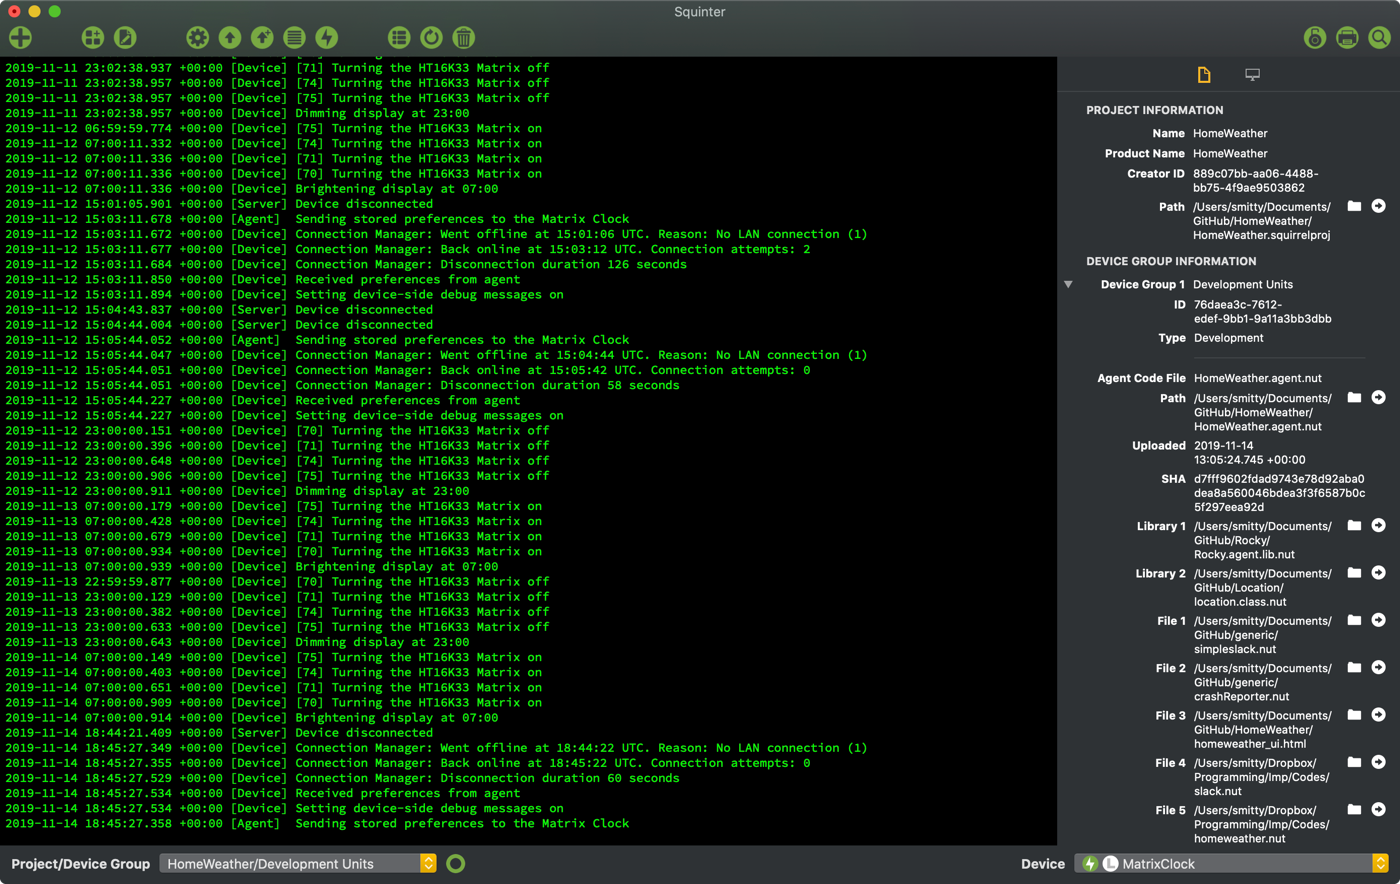 Squinter
2019-11-11 23:02:38.937 +00:00 [Device] [71] Turning the HT16K33 Matrix off
2019-11-11 23:02:38.957 +00:00 [Device] [74] Turning the HT16K33 Matrix off
2019-11-11 23:02:38.957 +00:00 [Device] [75] Turning the HT16K33 Matrix off
2019-11-11 23:02:38.957 +00:00 [Device] Dimming display at 23:00
2019-11-12 06:59:59.774 +00:00 [Device] [75] Turning the HT16K33 Matrix on
2019-11-12 07:00:11.332 +00:00 [Device] [74] Turning the HT16K33 Matrix on
2019-11-12 07:00:11.336 +00:00 [Device] [71] Turning the HT16K33 Matrix on
2019-11-12 07:00:11.336 +00:00 [Device] [70] Turning the HT16K33 Matrix on
2019-11-12 07:00:11.336 +00:00 [Device] Brightening display at 07:00
2019-11-12 15:01:05.901 +00:00 [Server] Device disconnected
2019-11-12 15:03:11.678 +00:00 [Agent]  Sending stored preferences to the Matrix Clock
2019-11-12 15:03:11.672 +00:00 [Device] Connection Manager: Went offline at 15:01:06 UTC. Reason: No LAN connection (1)
2019-11-12 15:03:11.677 +00:00 [Device] Connection Manager: Back online at 15:03:12 UTC. Connection attempts: 2
2019-11-12 15:03:11.684 +00:00 [Device] Connection Manager: Disconnection duration 126 seconds
2019-11-12 15:03:11.850 +00:00 [Device] Received preferences from agent
2019-11-12 15:03:11.894 +00:00 [Device] Setting device-side debug messages on
2019-11-12 15:04:43.837 +00:00 [Server] Device disconnected
2019-11-12 15:05:44.004 +00:00 [Server] Device disconnected
2019-11-12 15:05:44.052 +00:00 [Agent]  Sending stored preferences to the Matrix Clock
2019-11-12 15:05:44.047 +00:00 [Device] Connection Manager: Went offline at 15:04:44 UTC. Reason: No LAN connection (1)
2019-11-12 15:05:44.051 +00:00 [Device] Connection Manager: Back online at 15:05:42 UTC. Connection attempts: 0
2019-11-12 15:05:44.051 +00:00 [Device] Connection Manager: Disconnection duration 58 seconds
2019-11-12 15:05:44.227 +00:00 [Device] Received preferences from agent
2019-11-12 15:05:44.227 +00:00 [Device] Setting device-side debug messages on
2019-11-12 23:00:00.151 +00:00 [Device] [70] Turning the HT16K33 Matrix off
2019-11-12 23:00:00.396 +00:00 [Device] [71] Turning the HT16K33 Matrix off
2019-11-12 23:00:00.648 +00:00 [Device] [74] Turning the HT16K33 Matrix off
2019-11-12 23:00:00.906 +00:00 [Device] [75] Turning the HT16K33 Matrix off
2019-11-12 23:00:00.911 +00:00 [Device] Dimming display at 23:00
2019-11-13 07:00:00.179 +00:00 [Device] [75] Turning the HT16K33 Matrix on
2019-11-13 07:00:00.428 +00:00 [Device] [74] Turning the HT16K33 Matrix on
2019-11-13 07:00:00.679 +00:00 [Device] [71] Turning the HT16K33 Matrix on
2019-11-13 07:00:00.934 +00:00 [Device] [70] Turning the HT16K33 Matrix on
2019-11-13 07:00:00.939 +00:00 [Device] Brightening display at 07:00
2019-11-13 22:59:59.877 +00:00 [Device] [70] Turning the HT16K33 Matrix off
2019-11-13 23:00:00.129 +00:00 [Device] [71] Turning the HT16K33 Matrix off
2019-11-13 23:00:00.382 +00:00 [Device] [74] Turning the HT16K33 Matrix off
2019-11-13 23:00:00.633 +00:00 [Device] [75] Turning the HT16K33 Matrix off
2019-11-13 23:00:00.643 +00:00 [Device] Dimming display at 23:00
2019-11-14 07:00:00.149 +00:00 [Device] [75] Turning the HT16K33 Matrix on
2019-11-14 07:00:00.403 +00:00 [Device] [74] Turning the HT16K33 Matrix on
2019-11-14 07:00:00.651 +00:00 [Device] [71] Turning the HT16K33 Matrix on
2019-11-14 07:00:00.909 +00:00 [Device] [70] Turning the HT16K33 Matrix on
2019-11-14 07:00:00.914 +00:00 [Device] Brightening display at 07:00
2019-11-14 18:44:21.409 +00:00 [Server] Device disconnected
2019-11-14 18:45:27.349 +00:00 [Device] Connection Manager: Went offline at 18:44:22 UTC. Reason: No LAN connection (1)
2019-11-14 18:45:27.355 +00:00 [Device] Connection Manager: Back online at 18:45:22 UTC. Connection attempts: 0
2019-11-14 18:45:27.529 +00:00 [Device] Connection Manager: Disconnection duration 60 seconds
2019-11-14 18:45:27.534 +00:00 [Device] Received preferences from agent
2019-11-14 18:45:27.534 +00:00 [Device] Setting device-side debug messages on
2019-11-14 18:45:27.358 +00:00 [Agent]  Sending stored preferences to the Matrix Clock
PROJECT INFORMATION
Name HomeWeather
Product Name HomeWeather
Creator ID 889c07bb-aa06-4488-
bb75-4f9ae9503862
Path /Users/smitty/Documents/
GitHub/HomeWeather/
HomeWeather.squirrelproj
DEVICE GROUP INFORMATION
Device Group 1 Development Units
ID 76daea3c-7612-
edef-9bb1-9a11a3bb3dbb
Type Development
Agent Code File HomeWeather.agent.nut
Path /Users/smitty/Documents/
GitHub/HomeWeather/
HomeWeather.agent.nut
Uploaded 2019-11-14
13:05:24.745 +00:00
SHA d7fff9602fdad9743e78d92aba0
dea8a560046bdea3f3f6587b0c
5f297eea92d
Library 1 /Users/smitty/Documents/
GitHub/Rocky/
Rocky.agent.lib.nut
Library 2 /Users/smitty/Documents/
GitHub/Location/
location.class.nut
File 1 /Users/smitty/Documents/
GitHub/generic/
simpleslack.nut
File 2 /Users/smitty/Documents/
GitHub/generic/
crashReporter.nut
File 3 /Users/smitty/Documents/
GitHub/HomeWeather/
homeweather_ui.html
File 4 /Users/smitty/Dropbox/
Programming/Imp/Codes/
slack.nut
File 5 /Users/smitty/Dropbox/
Programming/Imp/Codes/
homeweather.nut
Project/Device Group HomeWeather/Development Units
Device L MatrixClock